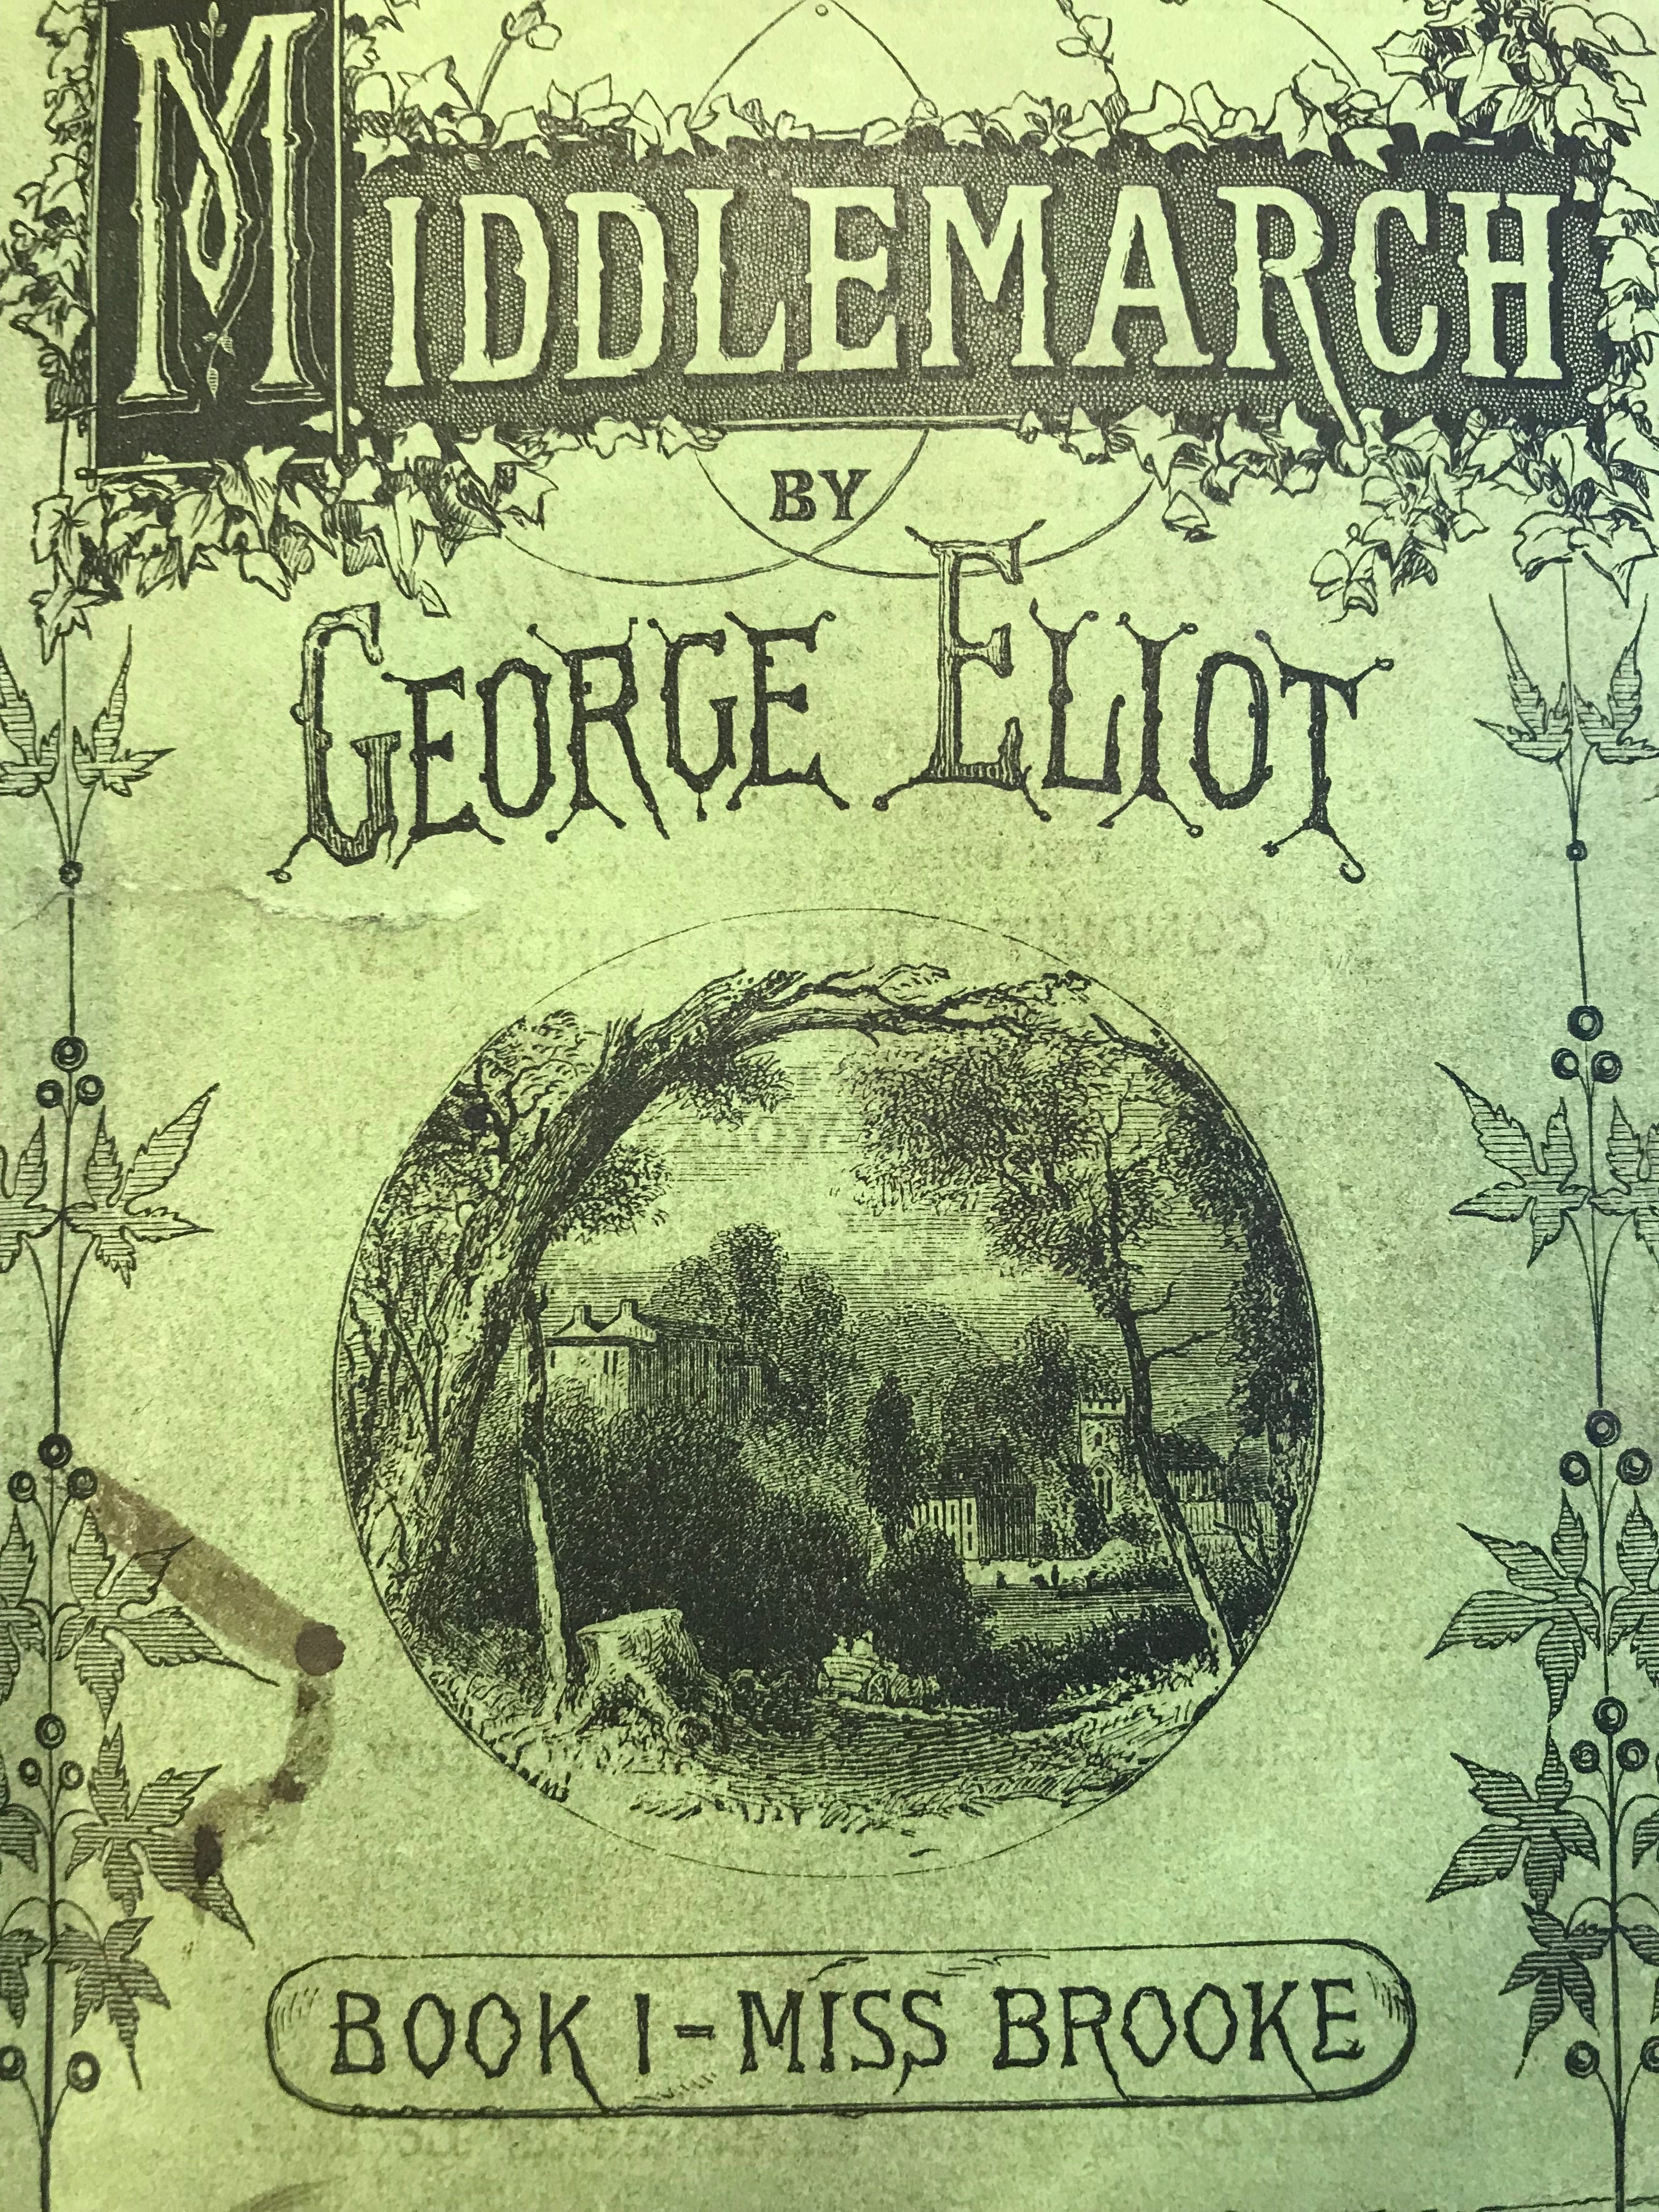 MIDDLEMARCH
BY
GEORGE ELIOT
BOOK I-MISS BROOKE